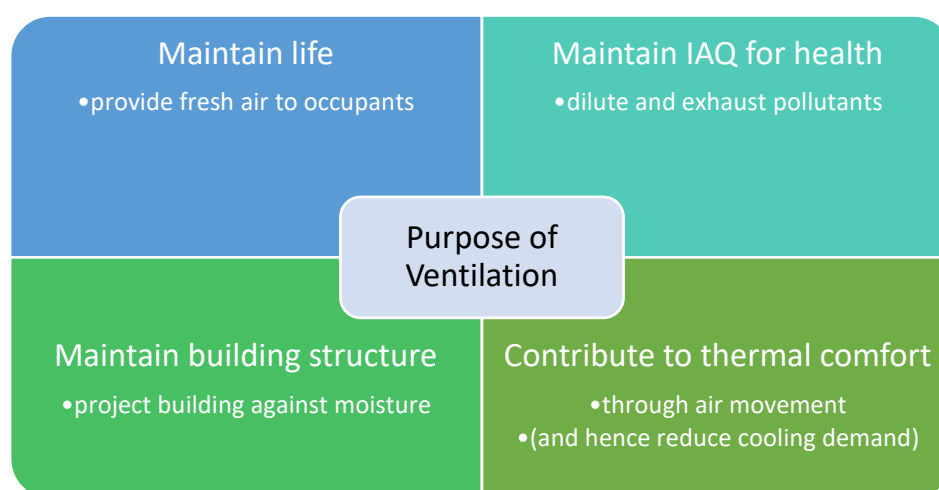 Maintain life
•provide fresh air to occupants
Maintain IAQ for health
•dilute and exhaust pollutants
Purpose of
Ventilation
Maintain building structure
•project building against moisture
Contribute to thermal comfort
•through air movement
•(and hence reduce cooling demand)